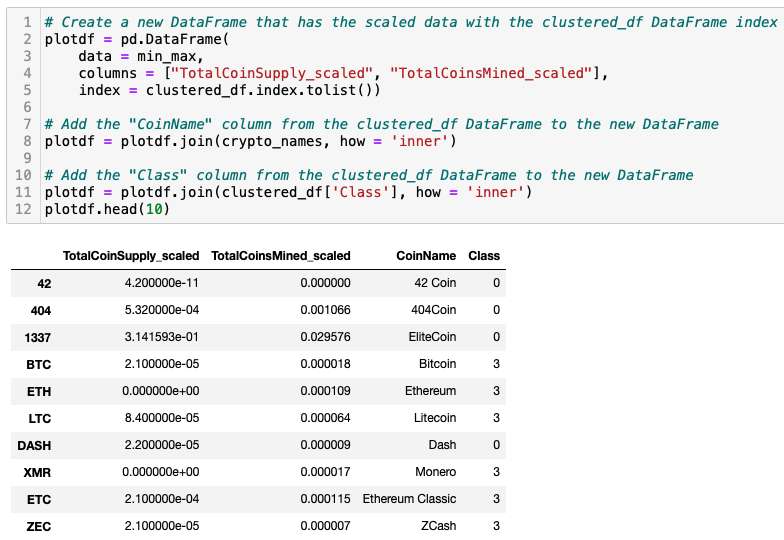 1 # Create a new DataFrame that has the scaled data with the clustered_df DataFrame index
2 plotdf = pd.DataFrame(
3     data = min_max,
4     columns = ["TotalCoinSupply_scaled", "TotalCoinsMined_scaled"],
5     index = clustered_df.index.tolist())
6
7 # Add the "CoinName" column from the clustered_df DataFrame to the new DataFrame
8 plotdf = plotdf.join(crypto_names, how = 'inner')
9
10 # Add the "Class" column from the clustered_df DataFrame to the new DataFrame
11 plotdf = plotdf.join(clustered_df['Class'], how = 'inner')
12 plotdf.head(10)
TotalCoinSupply_scaled TotalCoinsMined_scaled CoinName Class
42 4.200000e-11 0.000000 42 Coin 0
404 5.320000e-04 0.001066 404Coin 0
1337 3.141593e-01 0.029576 EliteCoin 0
BTC 2.100000e-05 0.000018 Bitcoin 3
ETH 0.000000e+00 0.000109 Ethereum 3
LTC 8.400000e-05 0.000064 Litecoin 3
DASH 2.200000e-05 0.000009 Dash 0
XMR 0.000000e+00 0.000017 Monero 3
ETC 2.100000e-04 0.000115 Ethereum Classic 3
ZEC 2.100000e-05 0.000007 ZCash 3